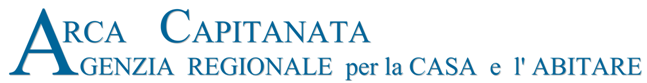 ARCA CAPITANATA
AGENZIA REGIONALE per la CASA e l' ABITARE